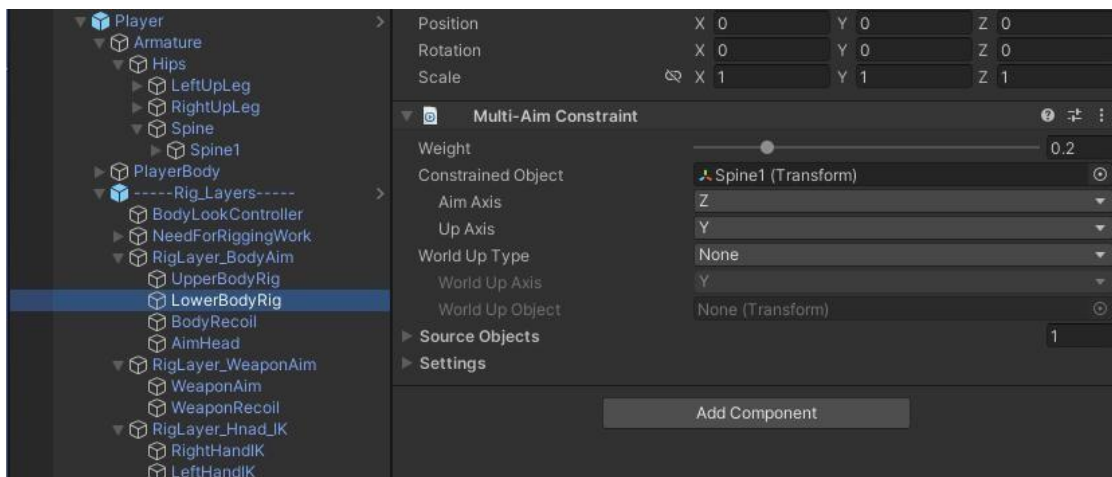 Player
Armature
Hips
LeftUpLeg
RightUpLeg
Spine
Spine1
PlayerBody
-----Rig_Layers-----
BodyLookController
NeedForRiggingWork
RigLayer_BodyAim
UpperBodyRig
LowerBodyRig
BodyRecoil
AimHead
RigLayer_WeaponAim
WeaponAim
WeaponRecoil
RigLayer_Hnad_IK
RightHandIK
LeftHandIK
Position X 0 Y 0 Z 0
Rotation X 0 Y 0 Z 0
Scale X 1 Y 1 Z 1
Multi-Aim Constraint
Weight 0.2
Constrained Object Spine1 (Transform)
Aim Axis Z
Up Axis Y
World Up Type None
World Up Axis Y
World Up Object None (Transform)
Source Objects 1
Settings
Add Component